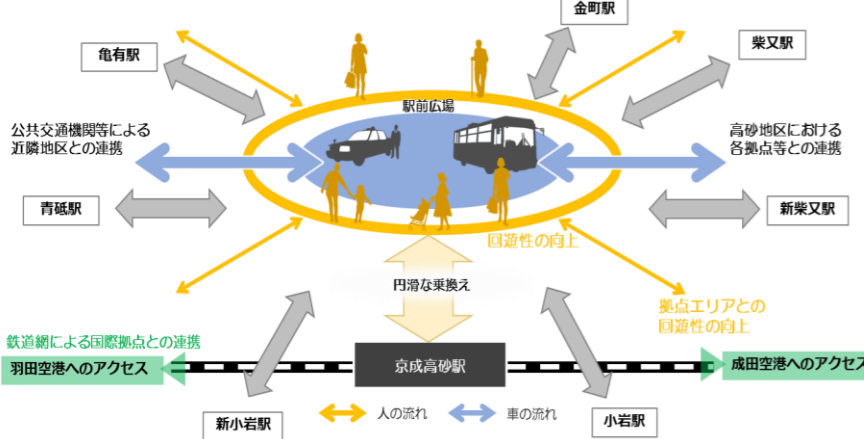 金町駅
亀有駅
柴又駅
駅前広場
公共交通機関等による
近隣地区との連携
高砂地区における
各拠点等との連携
青砥駅
新柴又駅
回遊性の向上
円滑な乗換え
拠点エリアとの
回遊性の向上
鉄道網による国際拠点との連携
羽田空港へのアクセス
京成高砂駅
成田空港へのアクセス
新小岩駅
人の流れ
車の流れ
小岩駅